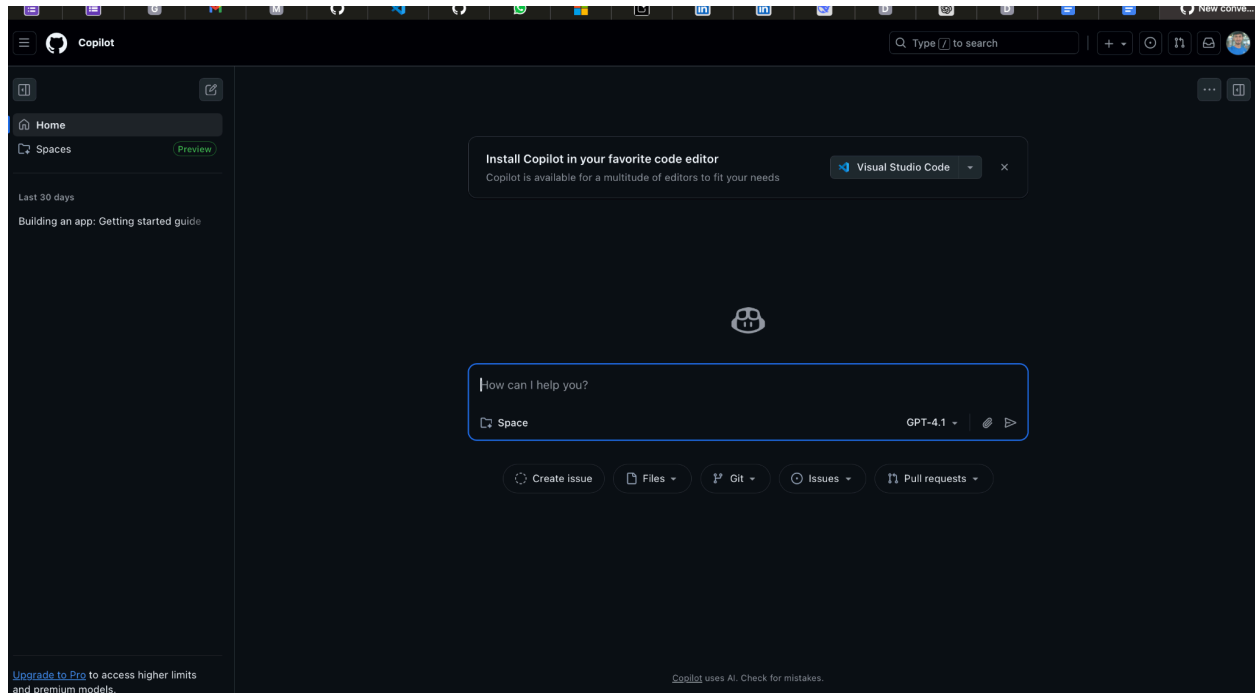 New conve...
Copilot
Type / to search
Home
Spaces
Preview
Last 30 days
Building an app: Getting started guide
Install Copilot in your favorite code editor
Copilot is available for a multitude of editors to fit your needs
Visual Studio Code
How can I help you?
Space
GPT-4.1
Create issue
Files
Git
Issues
Pull requests
Upgrade to Pro to access higher limits
and premium models.
Copilot uses AI. Check for mistakes.